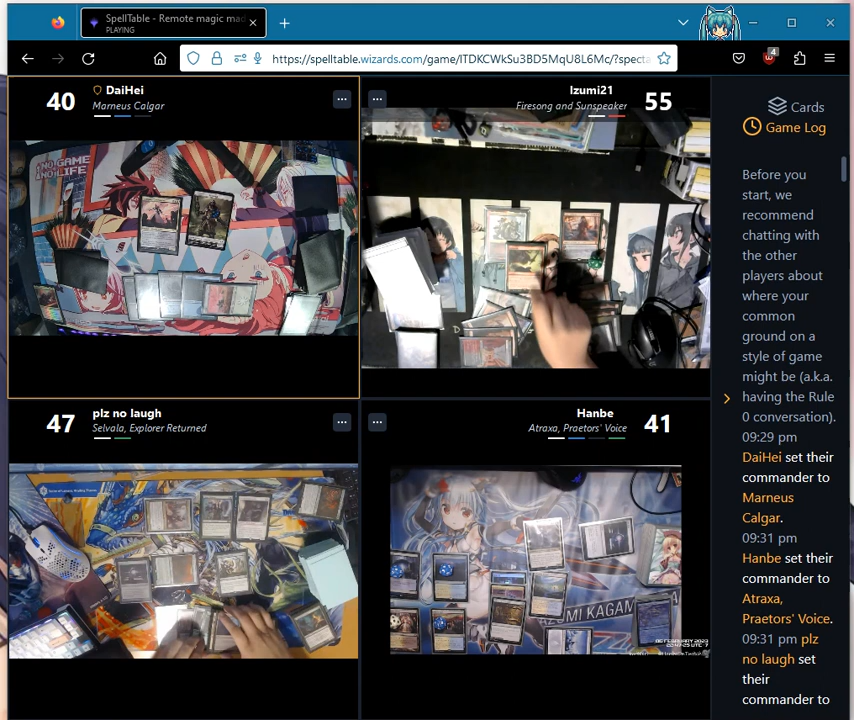 SpellTable - Remote magic mad
PLAYING
https://spelltable.wizards.com/game/ITDKCWkSu3BD5MqU8L6Mc/?specta
4
40
DaiHei
Marneus Calgar
Izumi21
Firesong and Sunspeaker
55
NO GAME
NO LIFE
47
plz no laugh
Selvala, Explorer Returned
Hanbe
Atraxa, Praetors' Voice
41
Cards
Game Log
Before you
start, we
recommend
chatting with
the other
players about
where your
common
ground on a
style of game
might be (a.k.a.
having the Rule
0 conversation).
09:29 pm
DaiHei set their
commander to
Marneus
Calgar.
09:31 pm
Hanbe set their
commander to
Atraxa,
Praetors' Voice.
09:31 pm plz
no laugh set
their
commander to